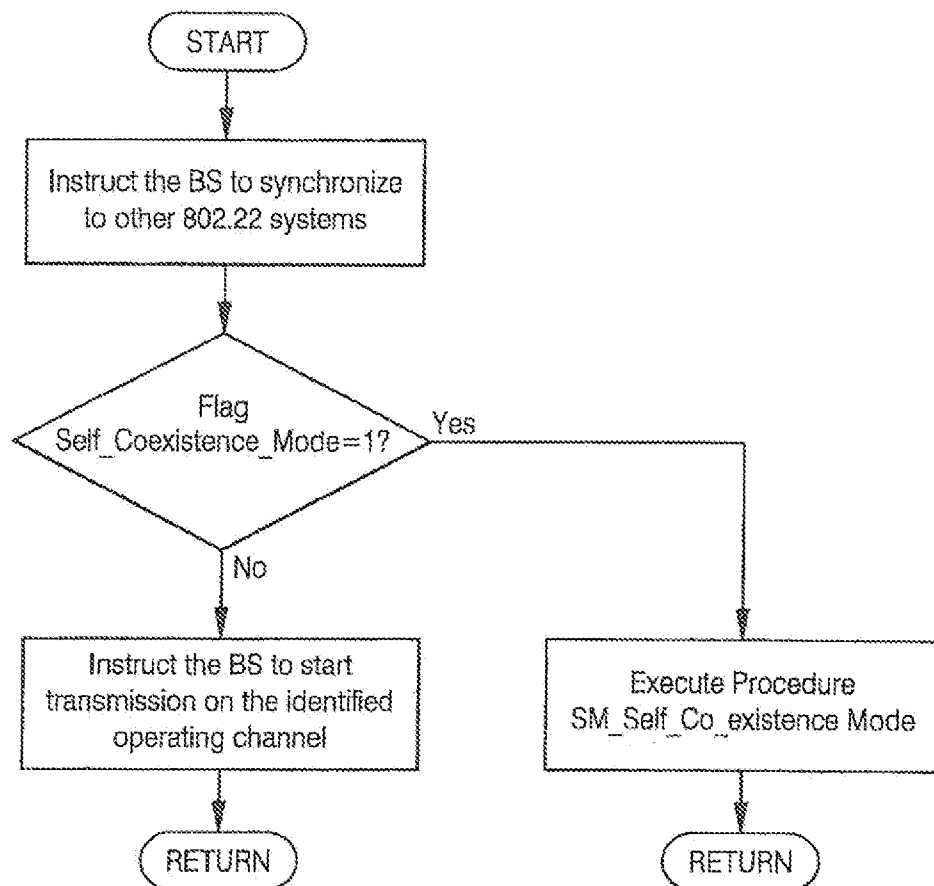 START
Instruct the BS to synchronize
to other 802.22 systems
Flag
Self_Coexistence_Mode=1?
Yes
No
Instruct the BS to start
transmission on the identified
operating channel
Execute Procedure
SM_Self_Co_existence Mode
RETURN
RETURN